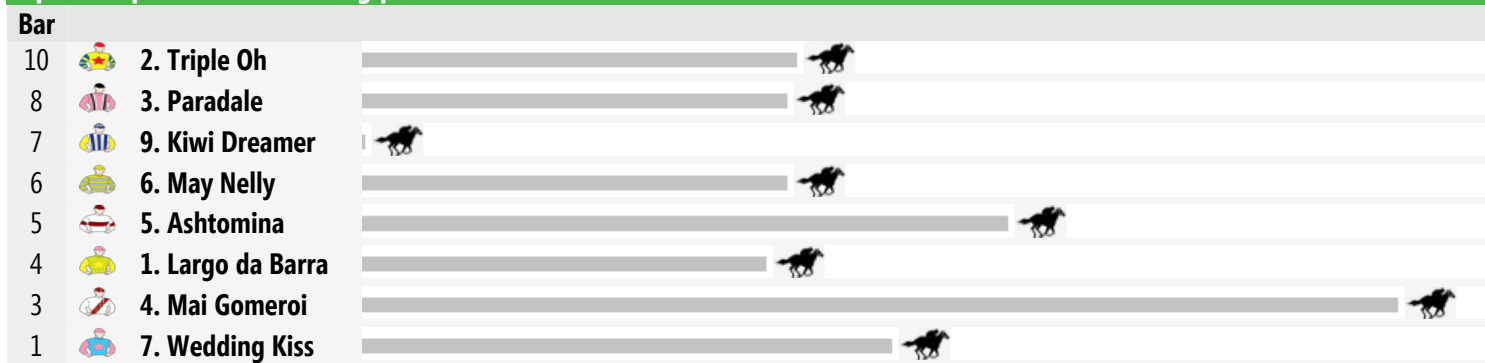 Bar
10 2. Triple Oh
8 3. Paradale
7 9. Kiwi Dreamer
6 6. May Nelly
5 5. Ashtomina
4 1. Largo da Barra
3 4. Mai Gomeroi
1 7. Wedding Kiss